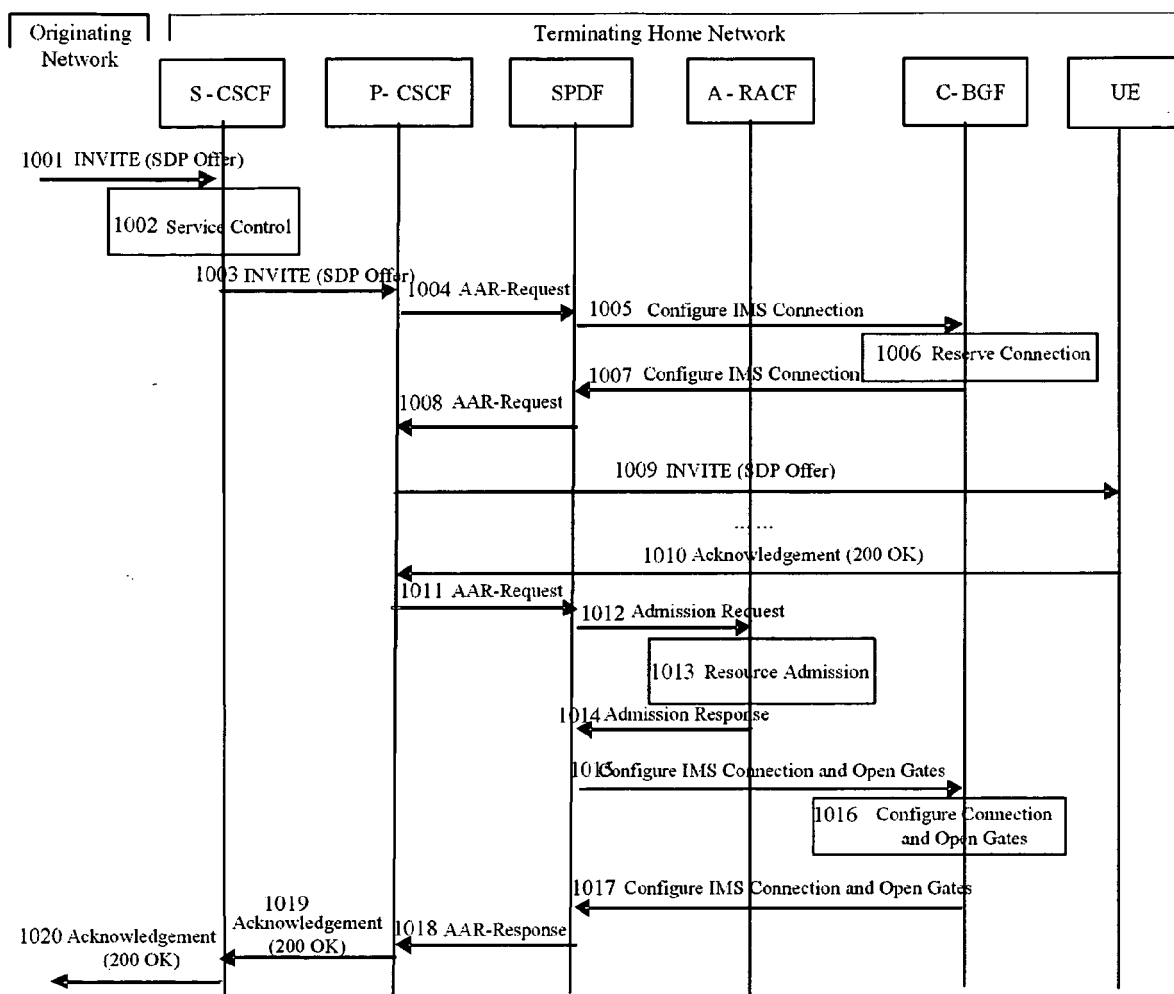 Originating
Network
Terminating Home Network
S - CSCF
P- CSCF
SPDF
A - RACF
C- BGF
UE
1001 INVITE (SDP Offer)
1002 Service Control
1003 INVITE (SDP Offer)
1004 AAR-Request
1005 Configure IMS Connection
1006 Reserve Connection
1007 Configure IMS Connection
1008 AAR-Request
1009 INVITE (SDP Offer)
... ...
1010 Acknowledgement (200 OK)
1011 AAR-Request
1012 Admission Request
1013 Resource Admission
1014 Admission Response
1015 Configure IMS Connection and Open Gates
1016 Configure Connection
and Open Gates
1017 Configure IMS Connection and Open Gates
1018 AAR-Response
1019
Acknowledgement
(200 OK)
1020 Acknowledgement
(200 OK)